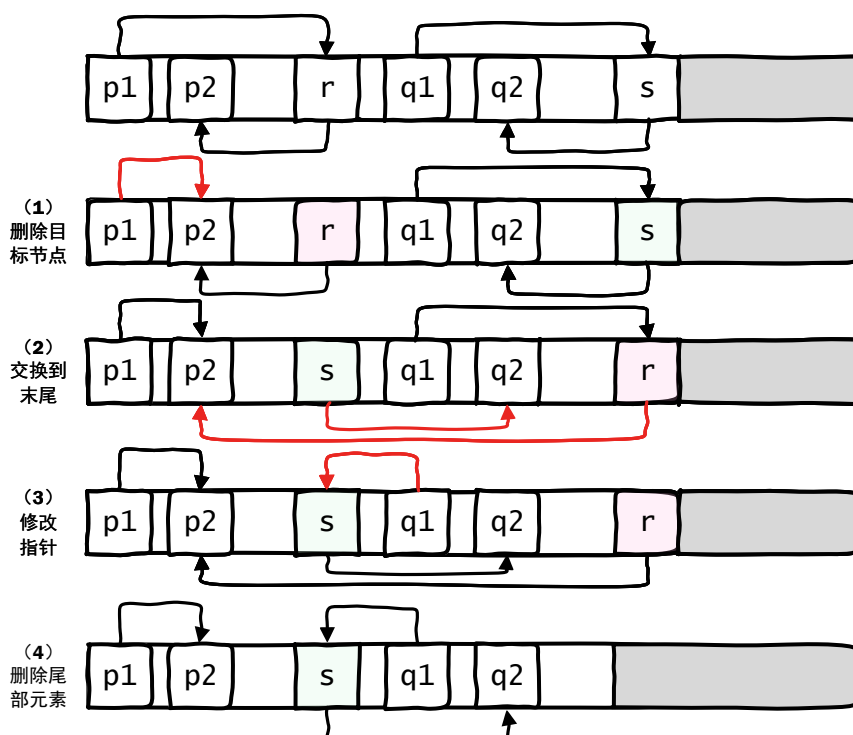 p1 p2 r q1 q2 s
（1）
删除目
标节点
p1 p2 r q1 q2 s
（2）
交换到
末尾
p1 p2 s q1 q2 r
（3）
修改
指针
p1 p2 s q1 q2 r
（4）
删除尾
部元素
p1 p2 s q1 q2